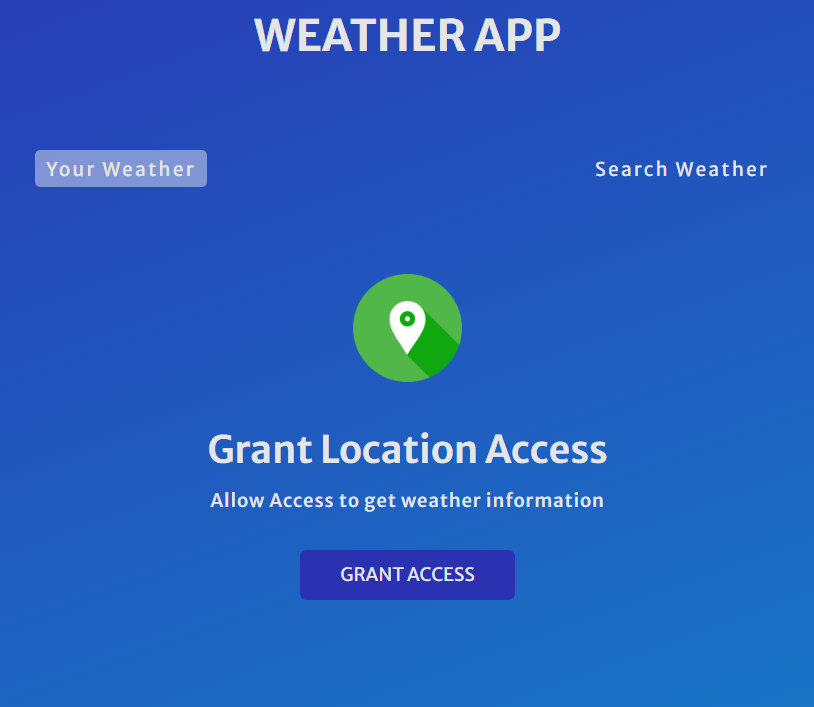 WEATHER APP
Your Weather
Search Weather
Grant Location Access
Allow Access to get weather information
GRANT ACCESS